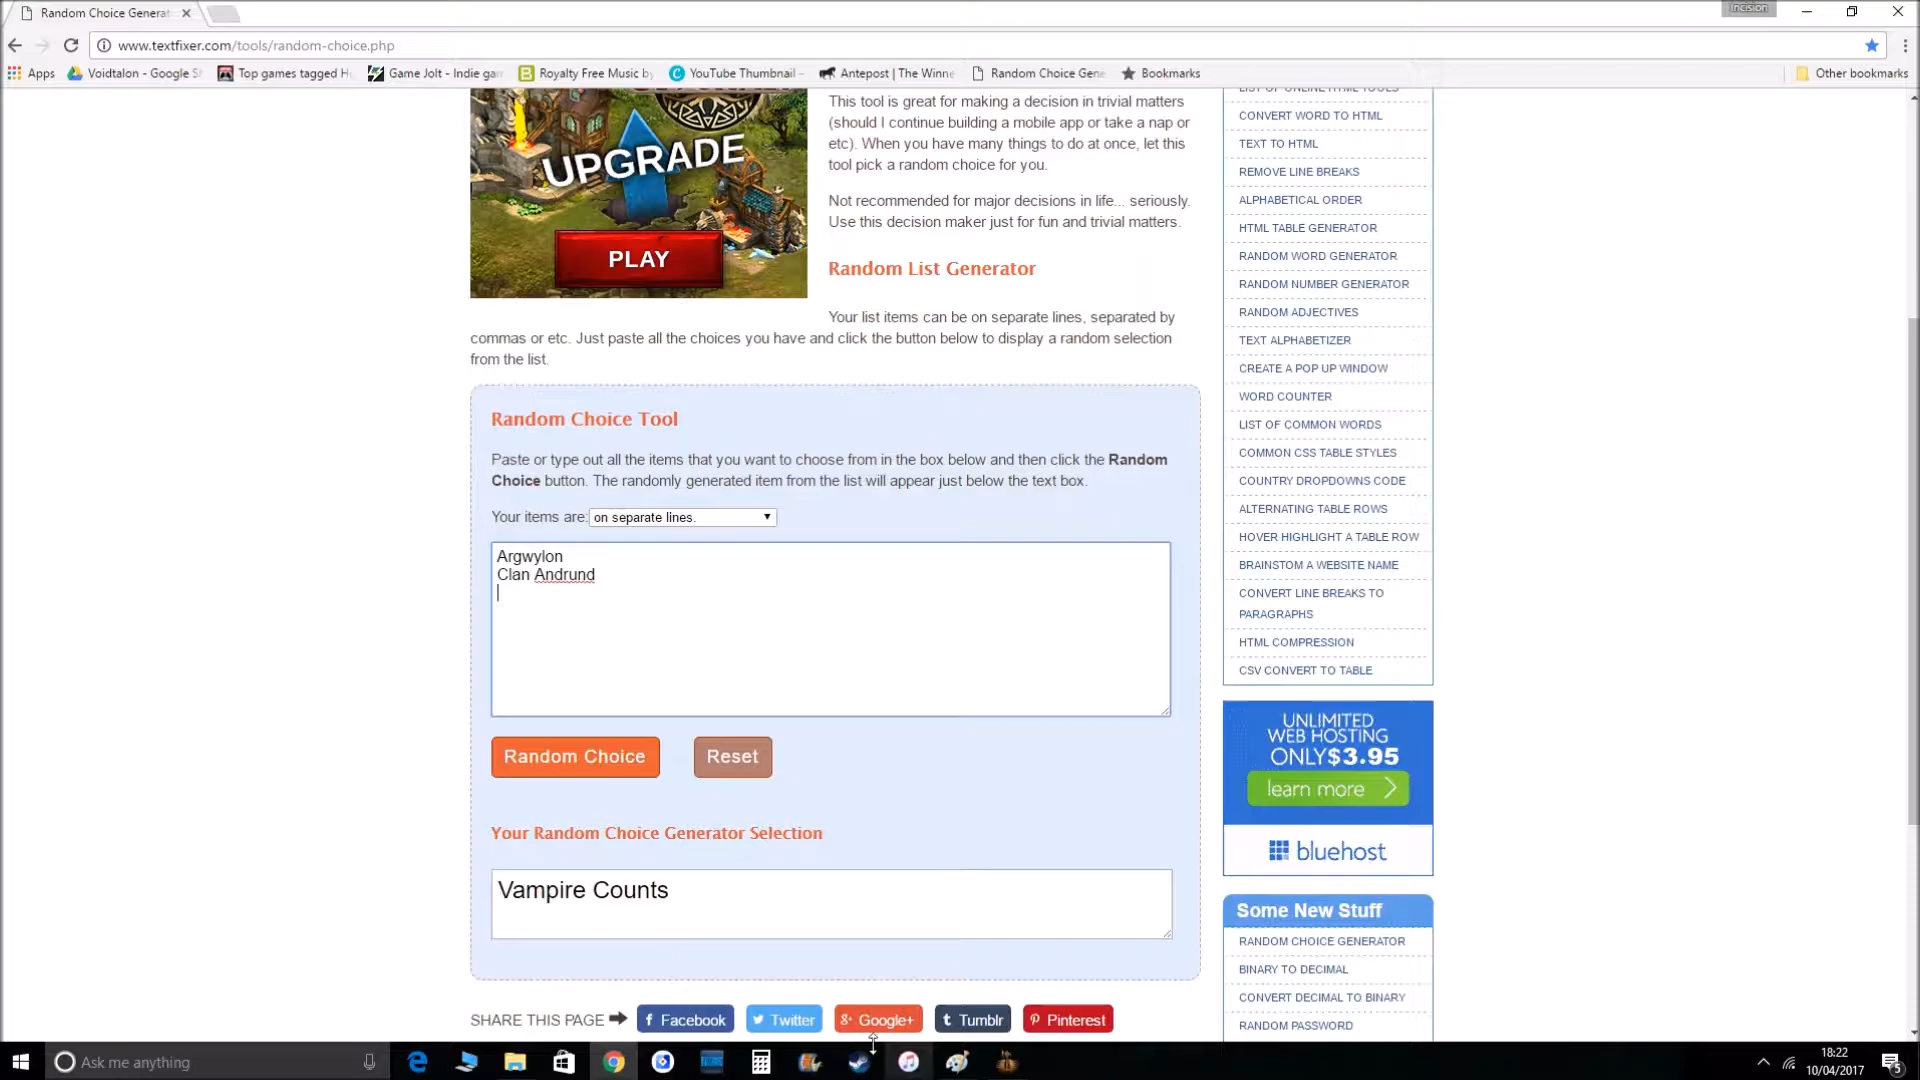 Random Choice Generat
Incision
www.textfixer.com/tools/random-choice.php
Apps
Voidtalon - Google S
Top games tagged H
Game Jolt - Indie gam
Royalty Free Music by
YouTube Thumbnail -
Antepost | The Winne
Random Choice Gene
Bookmarks
Other bookmarks
UPGRADE
PLAY
This tool is great for making a decision in trivial matters
(should I continue building a mobile app or take a nap or
etc). When you have many things to do at once, let this
tool pick a random choice for you.
Not recommended for major decisions in life... seriously.
Use this decision maker just for fun and trivial matters.
Random List Generator
Your list items can be on separate lines, separated by
commas or etc. Just paste all the choices you have and click the button below to display a random selection
from the list.
Random Choice Tool
Paste or type out all the items that you want to choose from in the box below and then click the Random
Choice button. The randomly generated item from the list will appear just below the text box.
Your items are: on separate lines.
Argwylon
Clan Andrund
Random Choice
Reset
Your Random Choice Generator Selection
Vampire Counts
SHARE THIS PAGE
Facebook
Twitter
Google+
Tumblr
Pinterest
LIST OF ONLINE HTML TOOLS
CONVERT WORD TO HTML
TEXT TO HTML
REMOVE LINE BREAKS
ALPHABETICAL ORDER
HTML TABLE GENERATOR
RANDOM WORD GENERATOR
RANDOM NUMBER GENERATOR
RANDOM ADJECTIVES
TEXT ALPHABETIZER
CREATE A POP UP WINDOW
WORD COUNTER
LIST OF COMMON WORDS
COMMON CSS TABLE STYLES
COUNTRY DROPDOWNS CODE
ALTERNATING TABLE ROWS
HOVER HIGHLIGHT A TABLE ROW
BRAINSTOM A WEBSITE NAME
CONVERT LINE BREAKS TO
PARAGRAPHS
HTML COMPRESSION
CSV CONVERT TO TABLE
UNLIMITED
WEB HOSTING
ONLY $3.95
learn more
bluehost
Some New Stuff
RANDOM CHOICE GENERATOR
BINARY TO DECIMAL
CONVERT DECIMAL TO BINARY
RANDOM PASSWORD
Ask me anything
18:22
10/04/2017
5